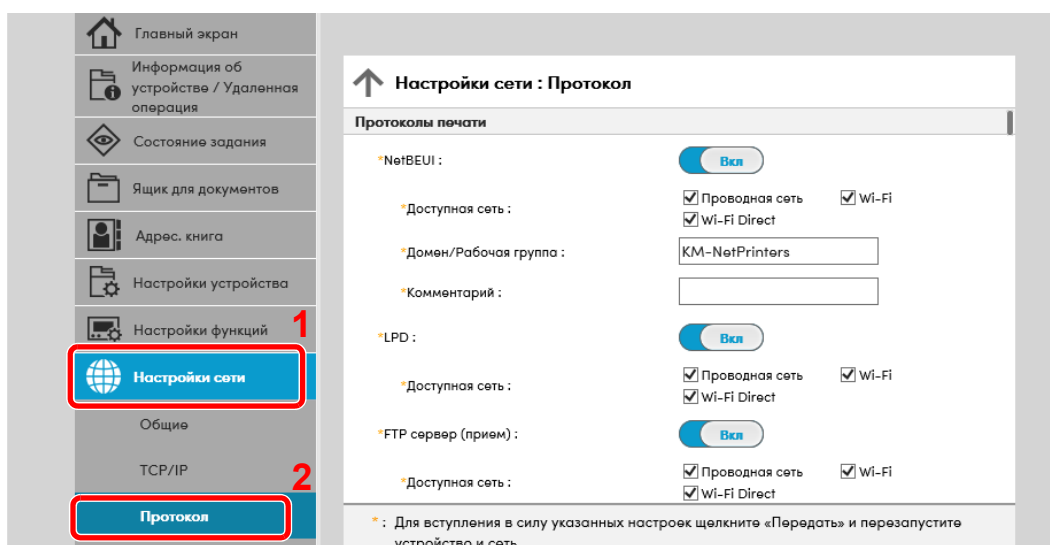 Главный экран
Информация об
устройстве / Удаленная
операция
Состояние задания
Ящик для документов
Адрес. книга
Настройки устройства
Настройки функций
1
Настройки сети
Общие
TCP/IP
2
Протокол
Настройки сети : Протокол
Протоколы печати
*NetBEUI :
Вкл
*Доступная сеть :
Проводная сеть
Wi-Fi
Wi-Fi Direct
*Домен/Рабочая группа :
KM-NetPrinters
*Комментарий :
*LPD :
Вкл
*Доступная сеть :
Проводная сеть
Wi-Fi
Wi-Fi Direct
*FTP сервер (прием) :
Вкл
*Доступная сеть :
Проводная сеть
Wi-Fi
Wi-Fi Direct
* : Для вступления в силу указанных настроек щелкните «Передать» и перезапустите
устройство и сеть.